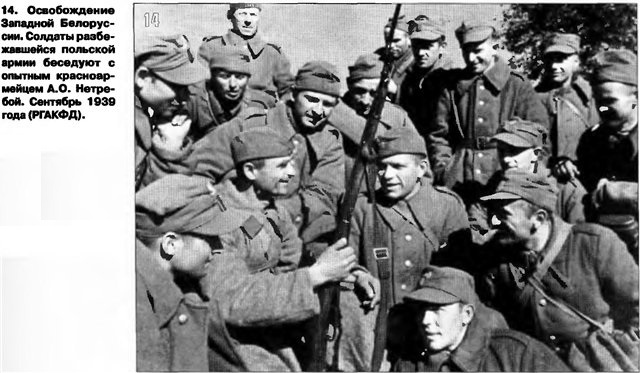 14. Освобождение
Западной Белорус-
сии. Солдаты разбе-
жавшейся польской
армии беседуют с
опытным красноар-
мейцем А.О. Нетре-
бой. Сентябрь 1939
года (РГАКФД).
14